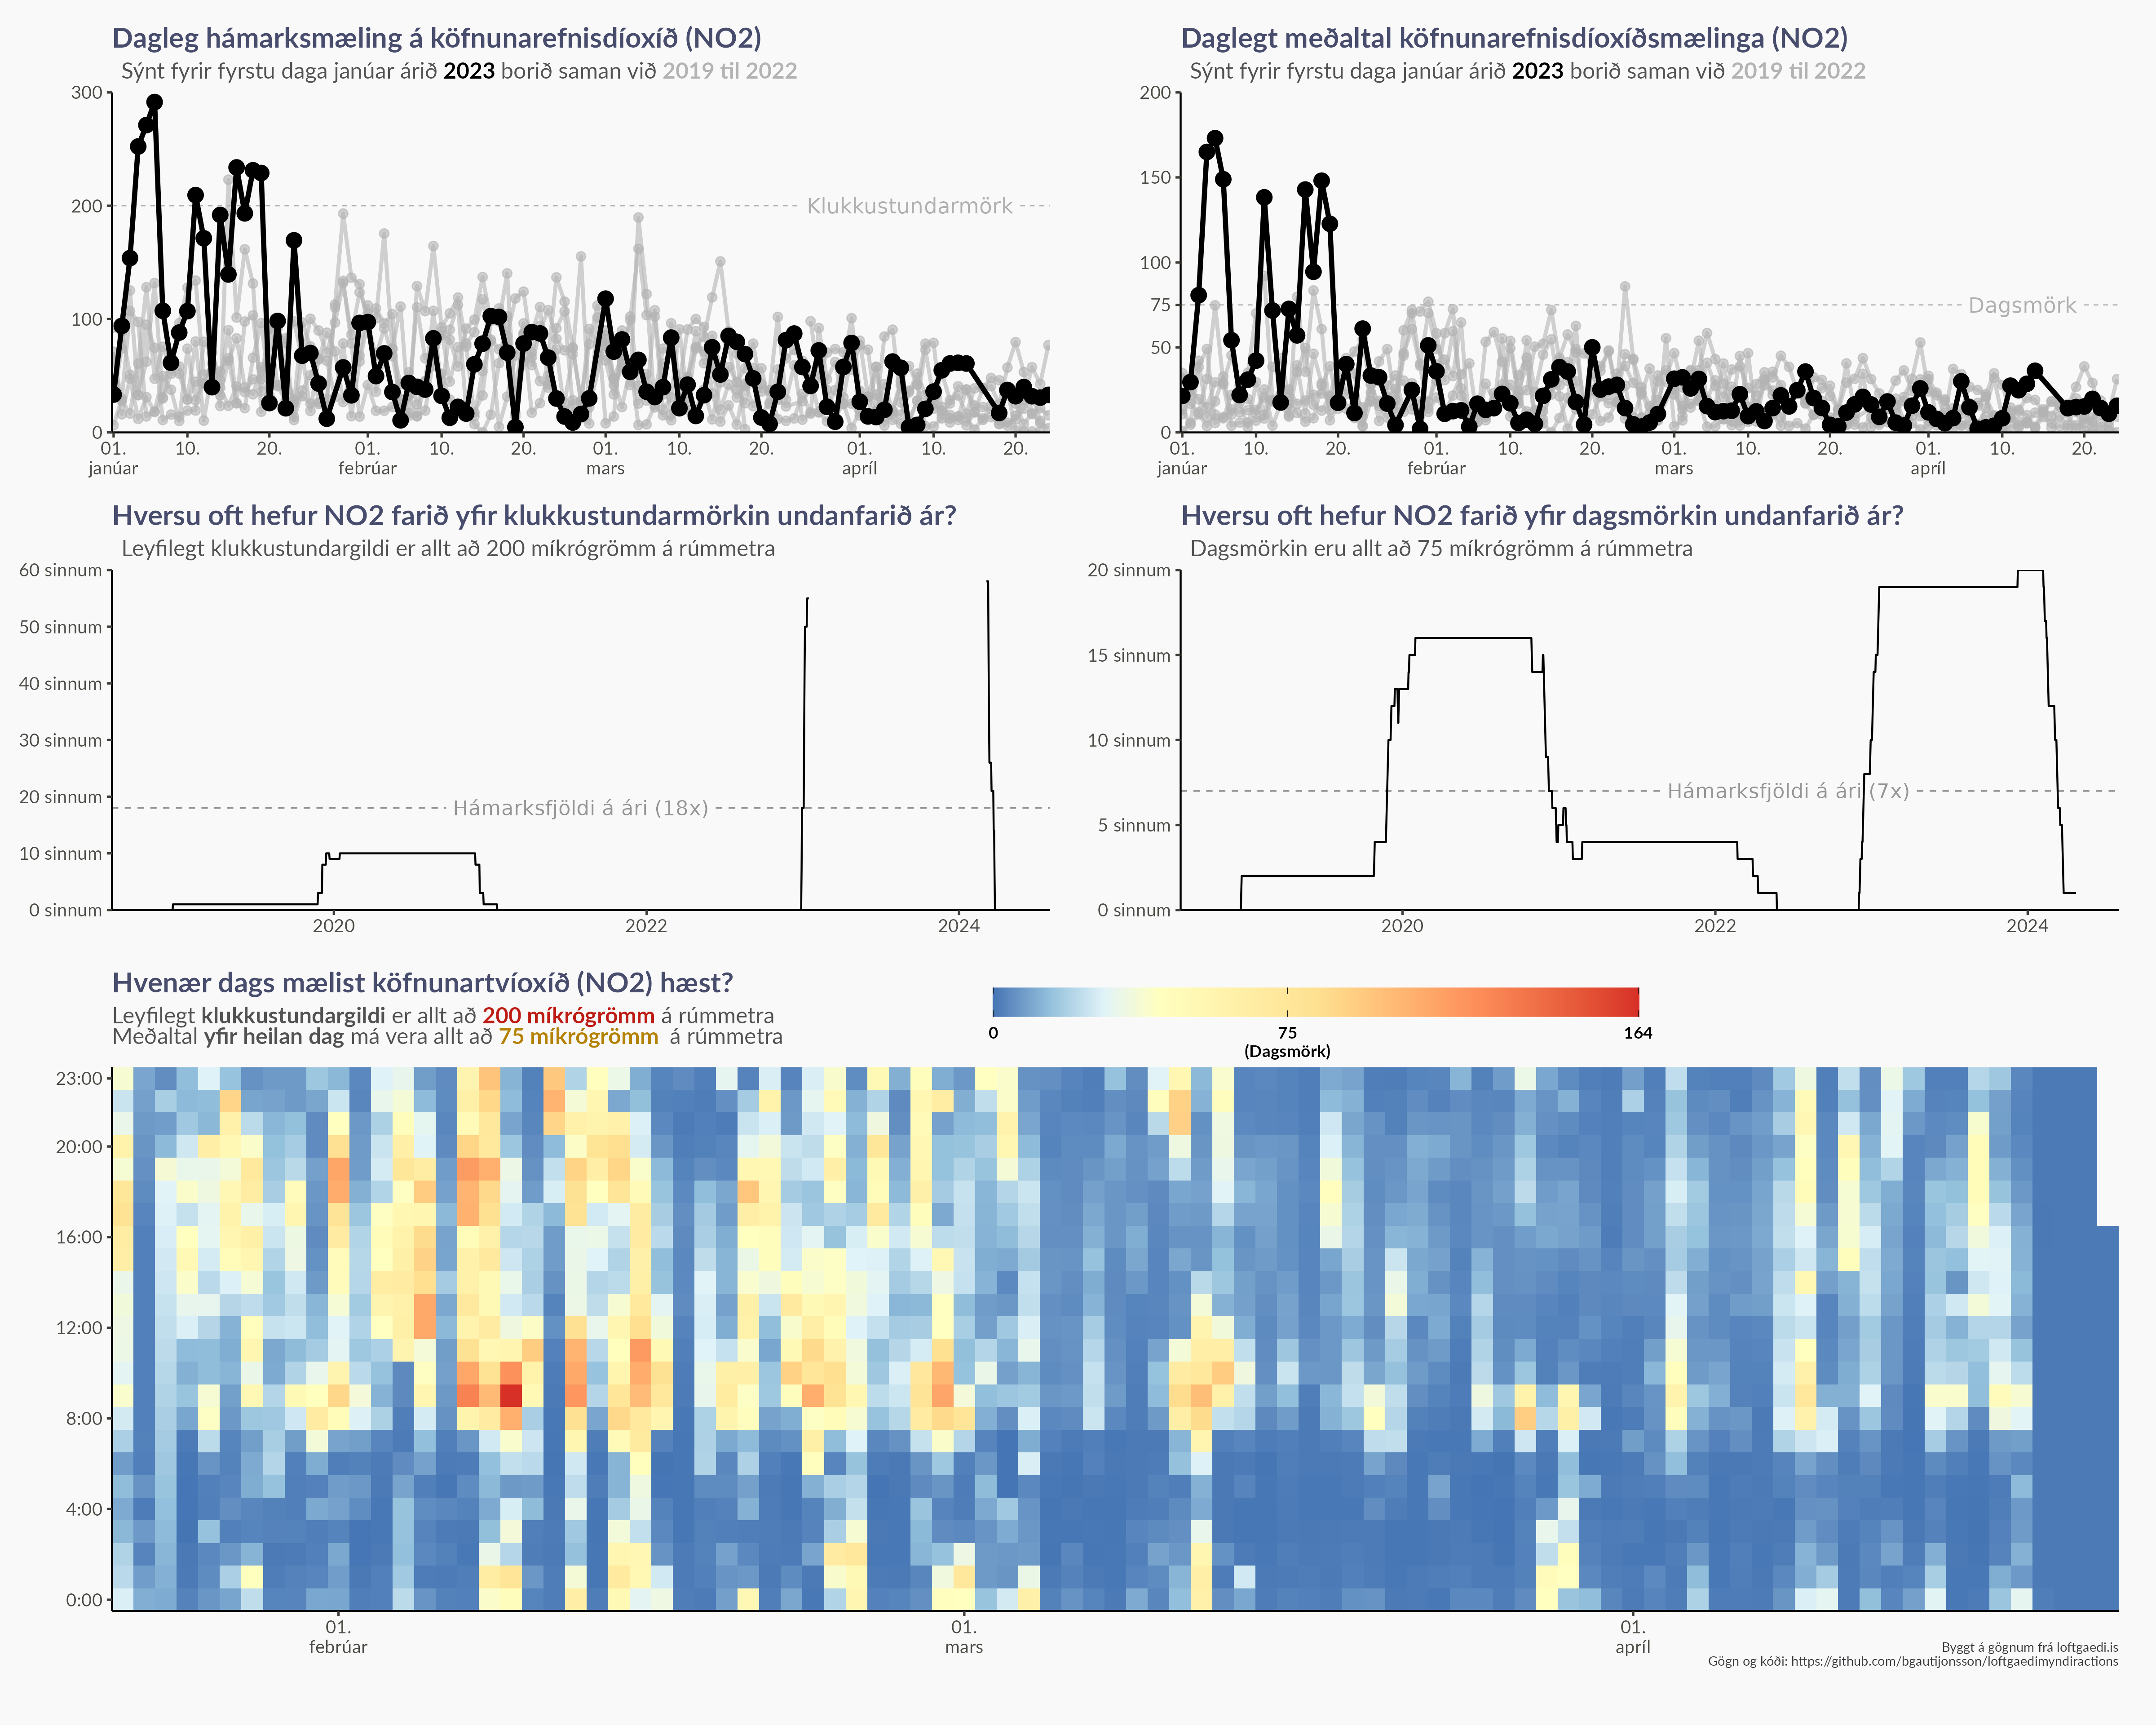 Dagleg hámarksmæling á köfnunarefnisdíoxíð (NO2)
Sýnt fyrir fyrstu daga janúar árið 2023 borið saman við 2019 til 2022
300
200
100
0
Klukkustundarmörk
01. 10. 20. 01. 10. 20. 01. 10. 20. 01. 10. 20.
janúar febrúar mars apríl
Daglegt meðaltal köfnunarefnisdíoxíðsmælinga (NO2)
Sýnt fyrir fyrstu daga janúar árið 2023 borið saman við 2019 til 2022
200
150
100
75
50
0
Dagsmörk
01. 10. 20. 01. 10. 20. 01. 10. 20. 01. 10. 20.
janúar febrúar mars apríl
Hversu oft hefur NO2 farið yfir klukkustundarmörkin undanfarið ár?
Leyfilegt klukkustundargildi er allt að 200 míkrógrömm á rúmmetra
60 sinnum
50 sinnum
40 sinnum
30 sinnum
20 sinnum
10 sinnum
0 sinnum
Hámarksfjöldi á ári (18x)
2020 2022 2024
Hversu oft hefur NO2 farið yfir dagsmörkin undanfarið ár?
Dagsmörkin eru allt að 75 míkrógrömm á rúmmetra
20 sinnum
15 sinnum
10 sinnum
5 sinnum
0 sinnum
Hámarksfjöldi á ári (7x)
2020 2022 2024
Hvenær dags mælist köfnunartvíoxíð (NO2) hæst?
Leyfilegt klukkustundargildi er allt að 200 míkrógrömm á rúmmetra
Meðaltal yfir heilan dag má vera allt að 75 míkrógrömm á rúmmetra
0 75 164
(Dagsmörk)
23:00
20:00
16:00
12:00
8:00
4:00
0:00
01. 01. 01.
febrúar mars apríl
Byggt á gögnum frá loftgaedi.is
Gögn og kóði: https://github.com/bgautijonsson/loftgaedimyndiractions